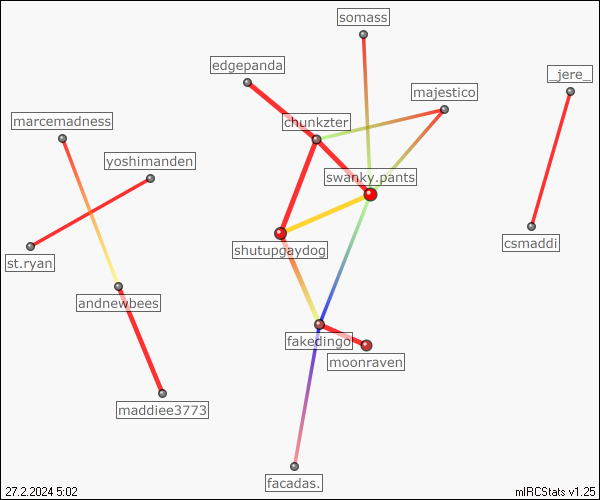 somass
edgepanda
_jere_
majestico
marcemadness
chunkzter
yoshimanden
swanky.pants
csmaddi
shutupgaydog
st.ryan
andnewbees
fakedingo
moonraven
maddiee3773
facadas.
27.2.2024 5:02
mIRCStats v1.25